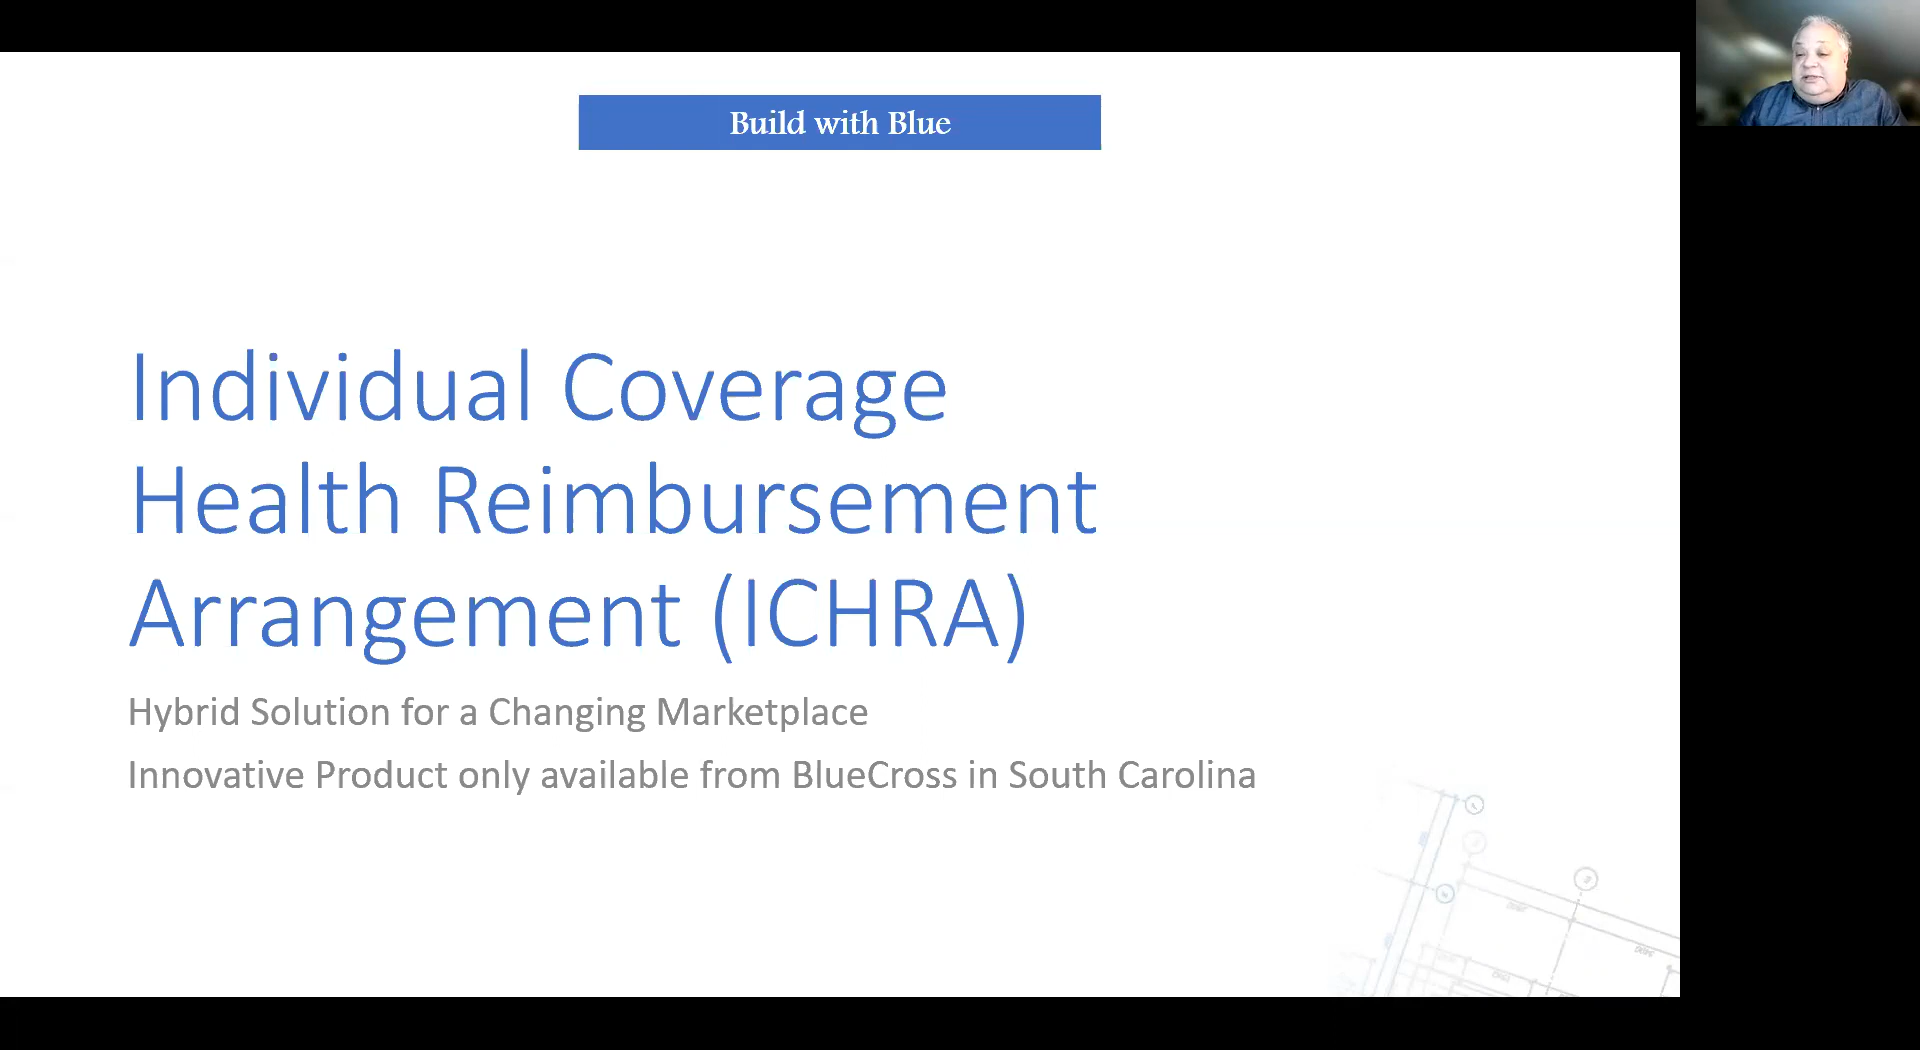 Build with Blue
Individual Coverage
Health Reimbursement
Arrangement (ICHRA)
Hybrid Solution for a Changing Marketplace
Innovative Product only available from BlueCross in South Carolina